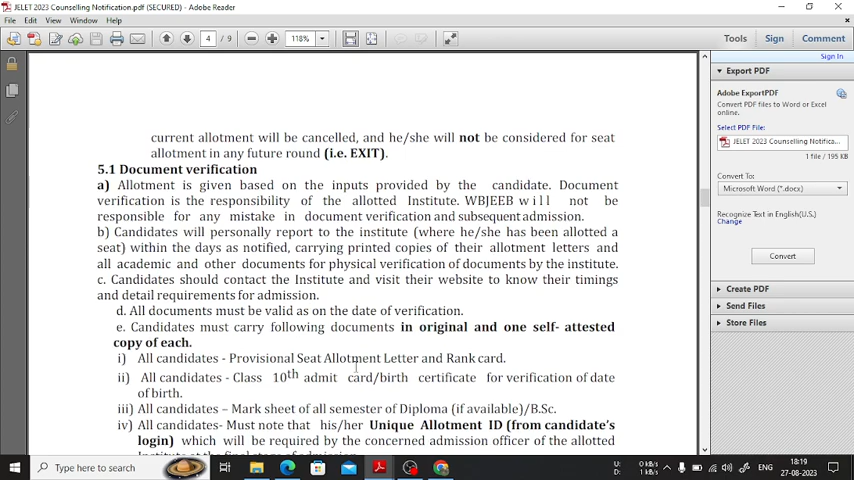 JELET 2023 Counselling Notification.pdf (SECURED) - Adobe Reader
File Edit View Window Help
4 / 9 118% Tools Sign Comment
Sign In
Export PDF
Adobe ExportPDF
Convert PDF files to Word or Excel
online.
Select PDF File:
JELET 2023 Counselling Notifica...
1 file / 195 KB
Convert To:
Microsoft Word (*.docx)
Recognize Text in English(U.S.)
Change
Convert
Create PDF
Send Files
Store Files
current allotment will be cancelled, and he/she will not be considered for seat
allotment in any future round (i.e. EXIT).
5.1 Document verification
a) Allotment is given based on the inputs provided by the candidate. Document
verification is the responsibility of the allotted Institute. WBJEEB will not be
responsible for any mistake in document verification and subsequent admission.
b) Candidates will personally report to the institute (where he/she has been allotted a
seat) within the days as notified, carrying printed copies of their allotment letters and
all academic and other documents for physical verification of documents by the institute.
c. Candidates should contact the Institute and visit their website to know their timings
and detail requirements for admission.
d. All documents must be valid as on the date of verification.
e. Candidates must carry following documents in original and one self- attested
copy of each.
i) All candidates - Provisional Seat Allotment Letter and Rank card.
ii) All candidates - Class 10th admit card/birth certificate for verification of date
of birth.
iii) All candidates – Mark sheet of all semester of Diploma (if available)/B.Sc.
iv) All candidates- Must note that his/her Unique Allotment ID (from candidate's
login) which will be required by the concerned admission officer of the allotted
Institute at the final stage of admission.
Type here to search
U: 0 kB/s
D: 1 kB/s
ENG
18:19
27-08-2023